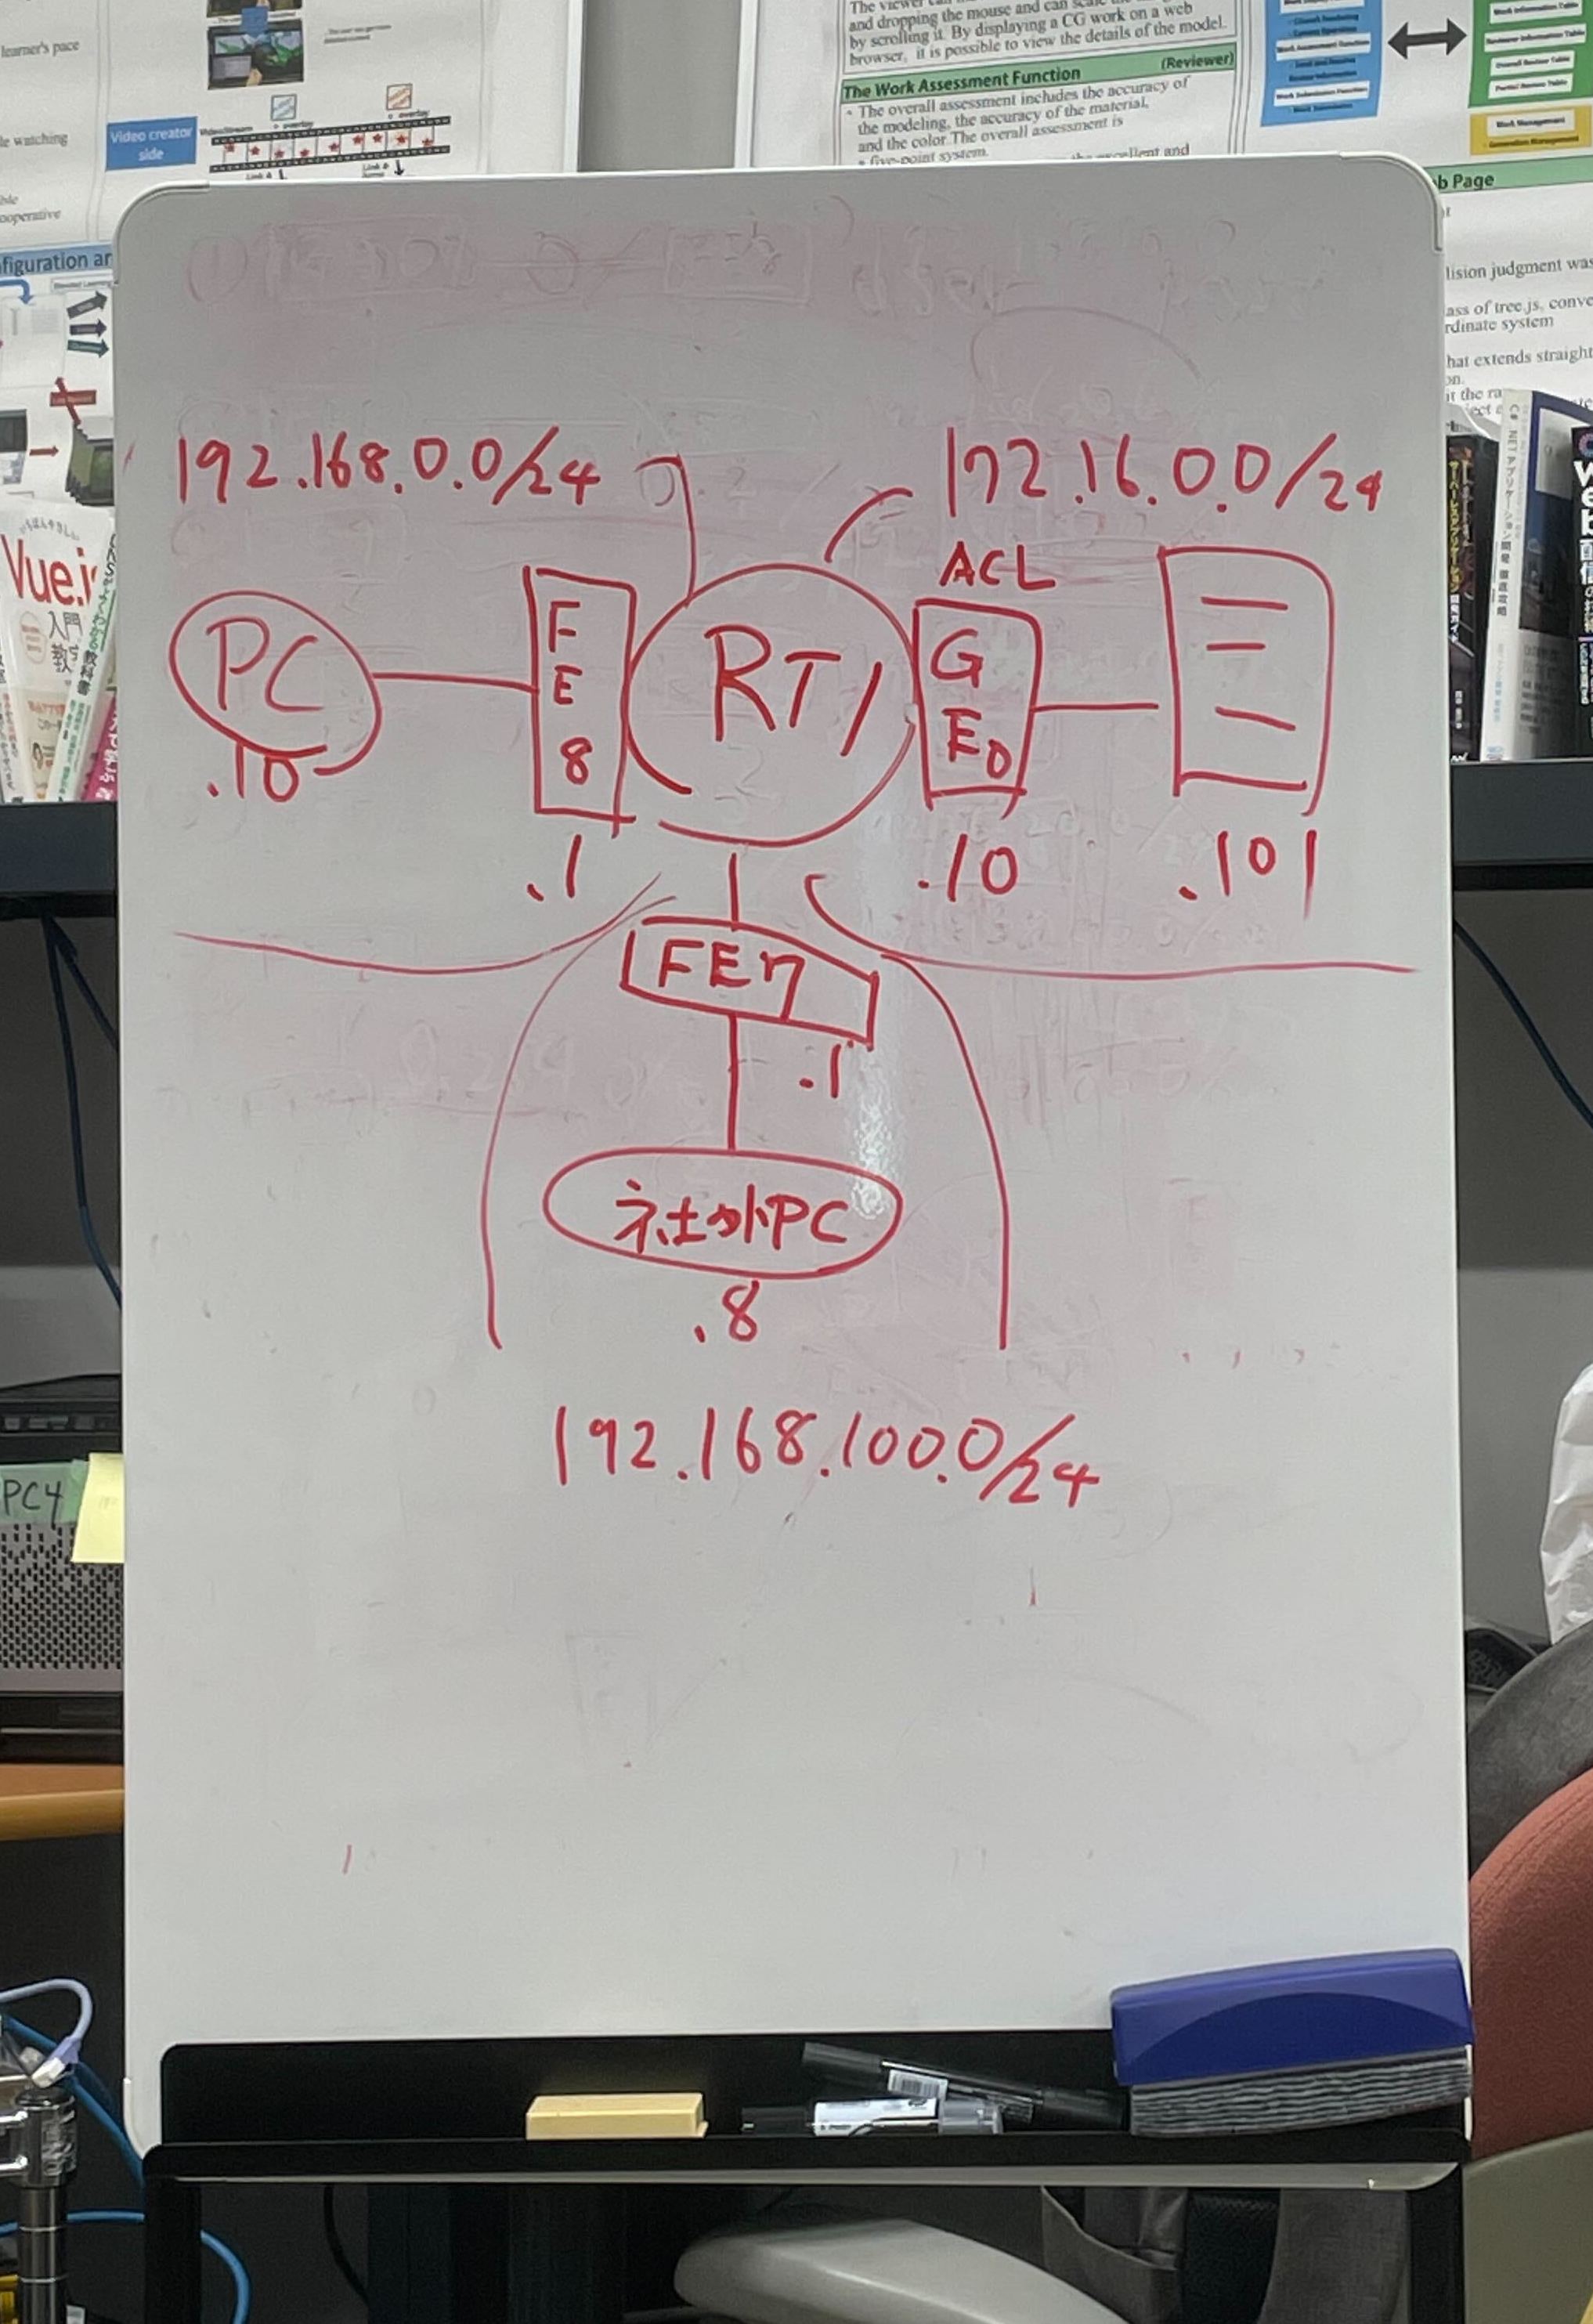 learner's pace
le watching
ooperative
Video creator
side
figuration ar
and dropping the mouse and can scale the
by scrolling it. By displaying a CG work on a web
browser, it is possible to view the details of the model.
The Work Assessment Function (Reviewer)
• The overall assessment includes the accuracy of
the modeling, the accuracy of the material,
and the color. The overall assessment is
five-point system.
b Page
lision judgment was
ass of tree.js, conve
rdinate system
hat extends straight
it the ra
192.168.0.0/24
172.16.0.0/24
ACL
PC
.10
FE8
.1
RT1
GE0
.10
.101
FE7
.1
社外PC
.8
192.168.100.0/24
Vue.j
入門
教科書
PC4